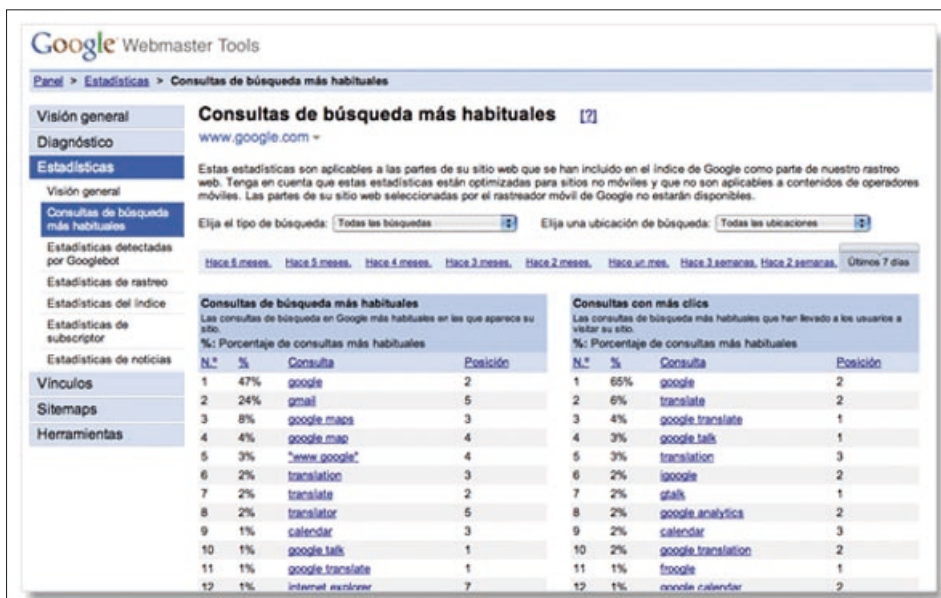 Google Webmaster Tools
Panel > Estadísticas > Consultas de búsqueda más habituales
Visión general
Diagnóstico
Estadísticas
Visión general
Consultas de búsqueda
más habituales
Estadísticas detectadas
por Googlebot
Estadísticas de rastreo
Estadísticas del índice
Estadísticas de
subscriptor
Estadísticas de noticias
Vínculos
Sitemaps
Herramientas
Consultas de búsqueda más habituales [?]
www.google.com
Estas estadísticas son aplicables a las partes de su sitio web que se han incluido en el índice de Google como parte de nuestro rastreo
web. Tenga en cuenta que estas estadísticas están optimizadas para sitios no móviles y que no son aplicables a contenidos de operadores
móviles. Las partes de su sitio web seleccionadas por el rastreador móvil de Google no estarán disponibles.
Elija el tipo de búsqueda: Todas las búsquedas Elija una ubicación de búsqueda: Todas las ubicaciones
Hace 6 meses, Hace 5 meses, Hace 4 meses, Hace 3 meses, Hace 2 meses, Hace un mes, Hace 3 semanas, Hace 2 semanas, Últimos 7 días
Consultas de búsqueda más habituales
Las consultas de búsqueda en Google más habituales en las que aparece su
sitio.
%: Porcentaje de consultas más habituales
N.º % Consulta Posición
1 47% google 2
2 24% gmail 5
3 8% google maps 3
4 4% google map 4
5 3% "www google" 4
6 2% translation 3
7 2% translate 2
8 2% translator 5
9 1% calendar 3
10 1% google talk 1
11 1% google translate 1
12 1% internet explorer 7
Consultas con más clics
Las consultas de búsqueda más habituales que han llevado a los usuarios a
visitar su sitio.
%: Porcentaje de consultas más habituales
N.º % Consulta Posición
1 65% google 2
2 6% translate 2
3 4% google translate 1
4 3% google talk 1
5 3% translation 3
6 2% igoogle 2
7 2% gtalk 1
8 2% google analytics 2
9 2% calendar 3
10 2% google translation 2
11 1% froogle 1
12 1% google calendar 2